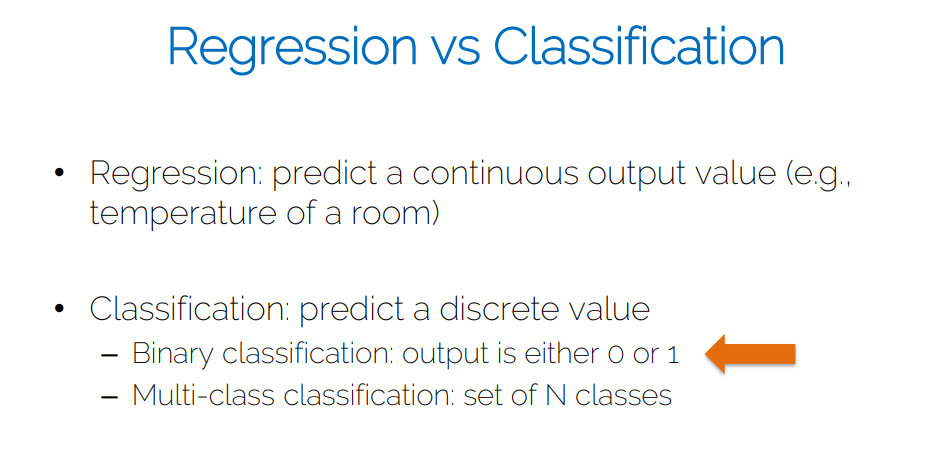 Regression vs Classification
• Regression: predict a continuous output value (e.g.,
temperature of a room)
• Classification: predict a discrete value
– Binary classification: output is either 0 or 1
– Multi-class classification: set of N classes